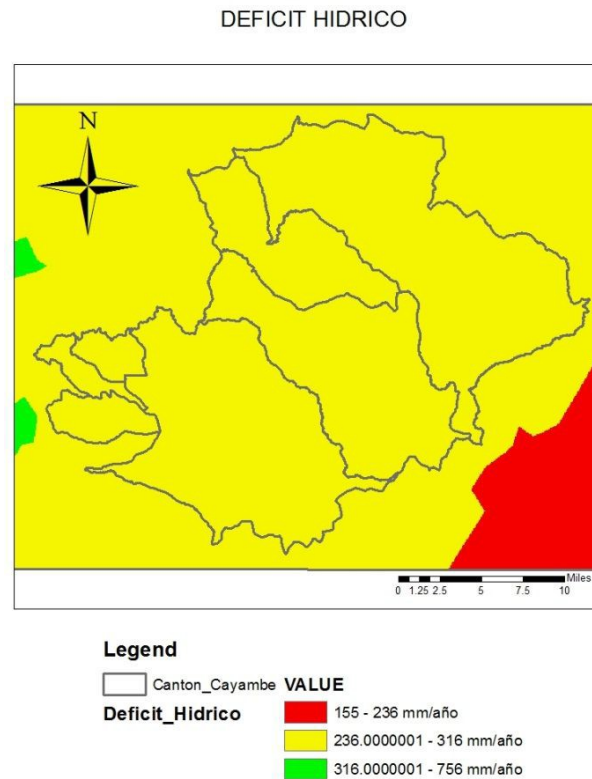 DEFICIT HIDRICO
N
Miles
0 1.25 2.5 5 7.5 10
Legend
Canton_Cayambe VALUE
Deficit_Hidrico 155 - 236 mm/año
236.0000001 - 316 mm/año
316.0000001 - 756 mm/año